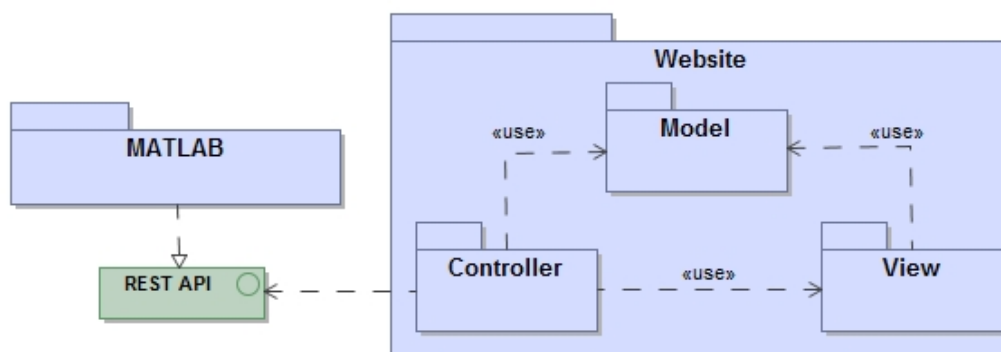 Website
MATLAB
«use»
Model
«use»
REST API
Controller
«use»
View